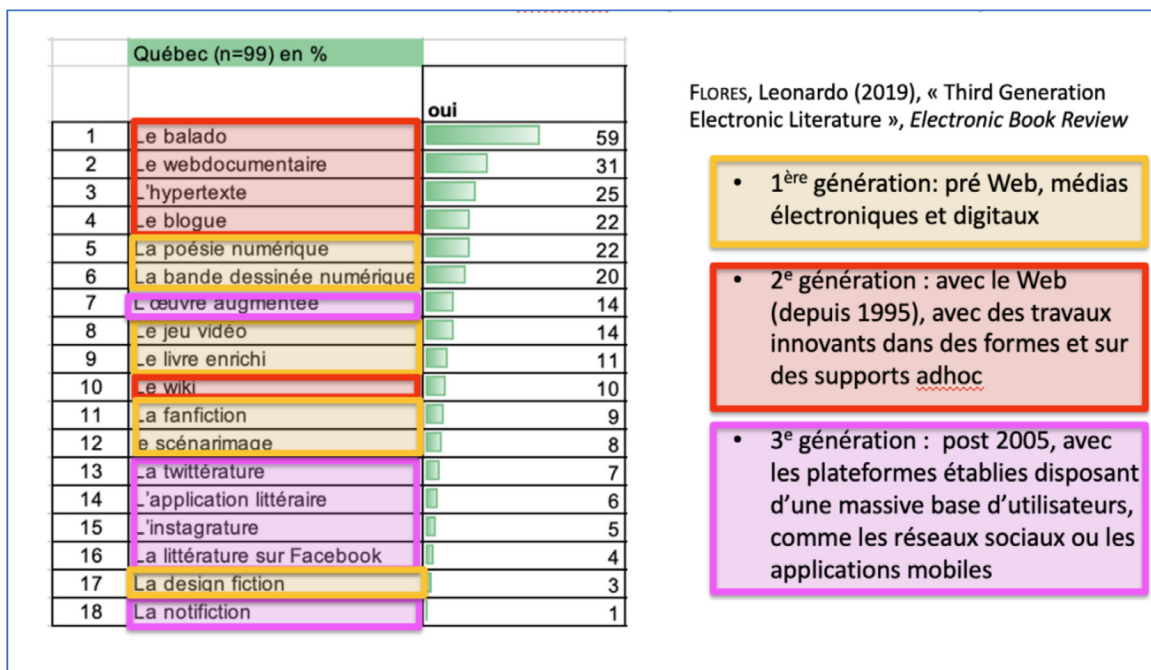 Québec (n=99) en %
oui
1 Le balado 59
2 Le webdocumentaire 31
3 L'hypertexte 25
4 Le blogue 22
5 La poésie numérique 22
6 La bande dessinée numérique 20
7 L'œuvre augmentée 14
8 Le jeu vidéo 14
9 Le livre enrichi 11
10 Le wiki 10
11 La fanfiction 9
12 e scénarimage 8
13 La twittérature 7
14 L'application littéraire 6
15 L'instagrature 5
16 La littérature sur Facebook 4
17 La design fiction 3
18 La notifiction 1
FLORES, Leonardo (2019), « Third Generation
Electronic Literature », Electronic Book Review
• 1ère génération: pré Web, médias
électroniques et digitaux
• 2e génération : avec le Web
(depuis 1995), avec des travaux
innovants dans des formes et sur
des supports adhoc
• 3e génération : post 2005, avec
les plateformes établies disposant
d'une massive base d'utilisateurs,
comme les réseaux sociaux ou les
applications mobiles